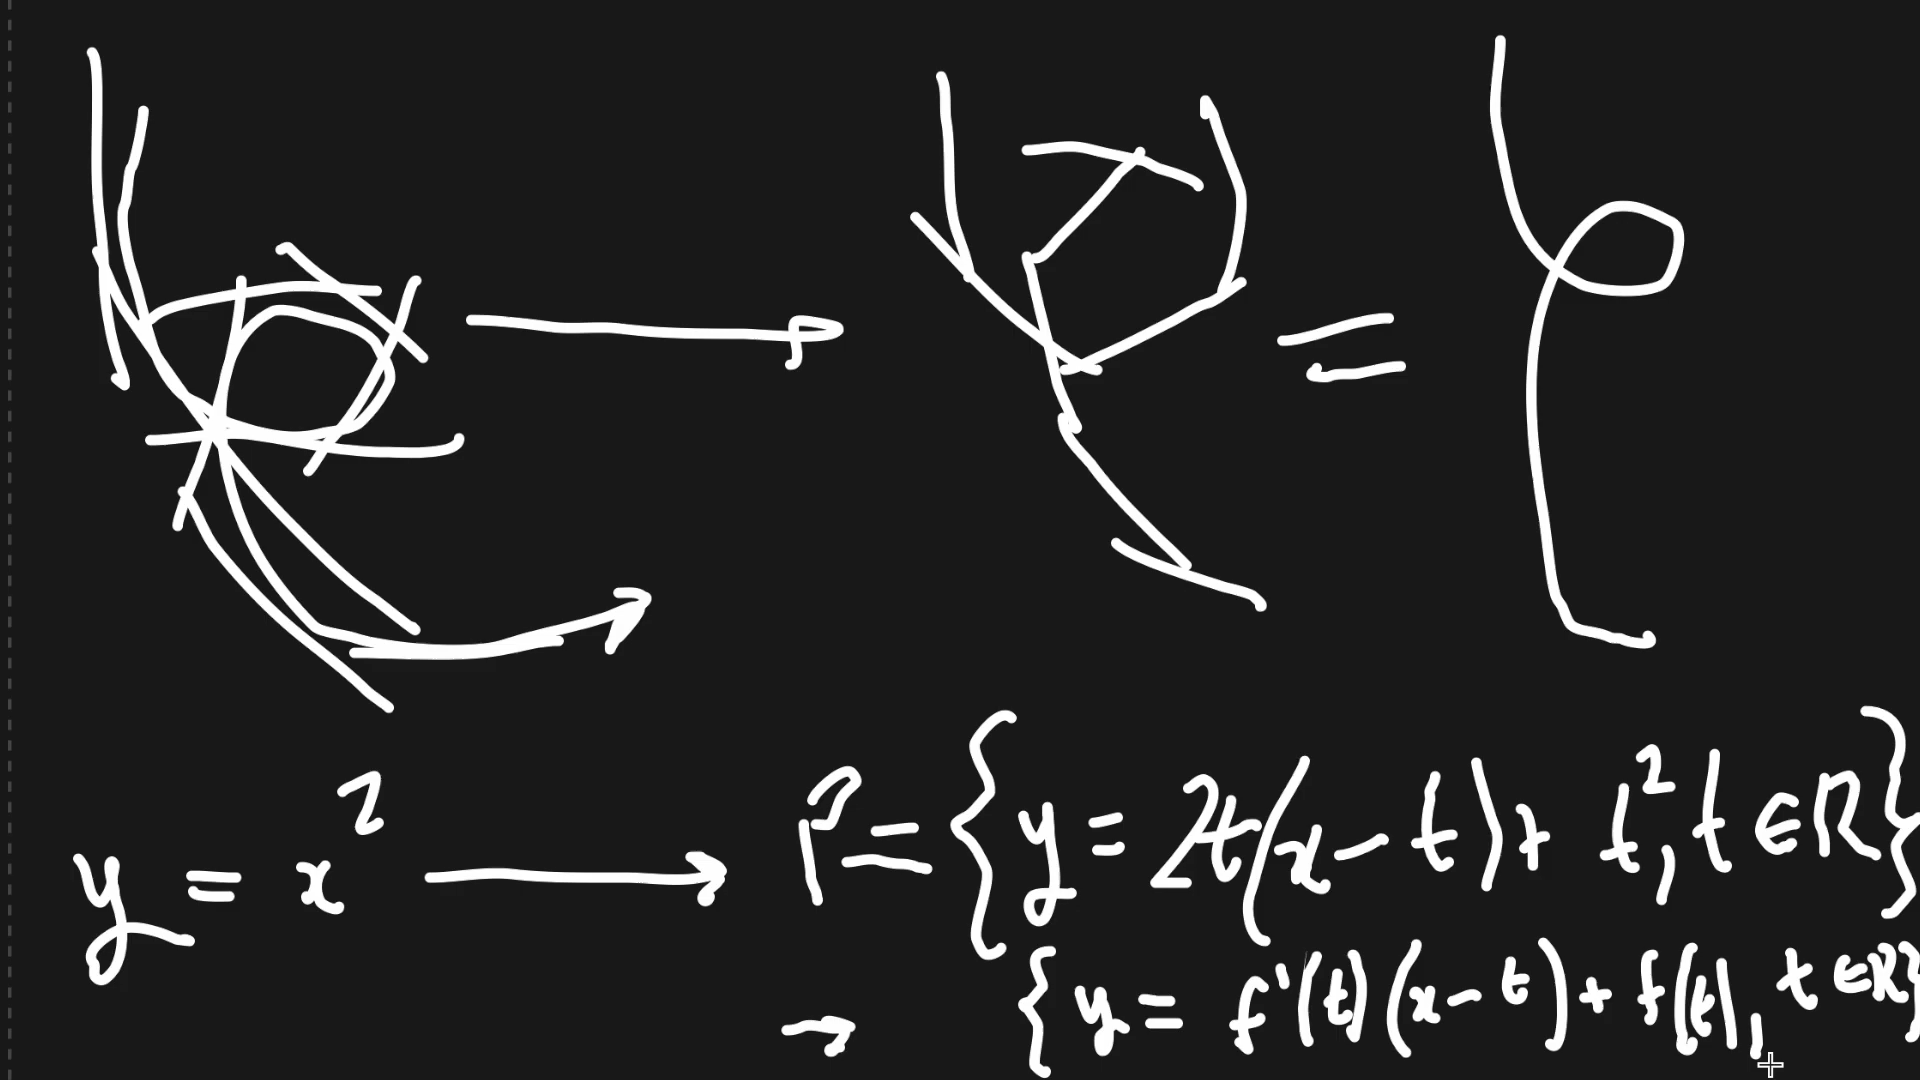 =
y = x² → Γ = { y = 2t(x - t) + t², t ∈ R }
→ { y = f'(t)(x - t) + f(t), t ∈ R }